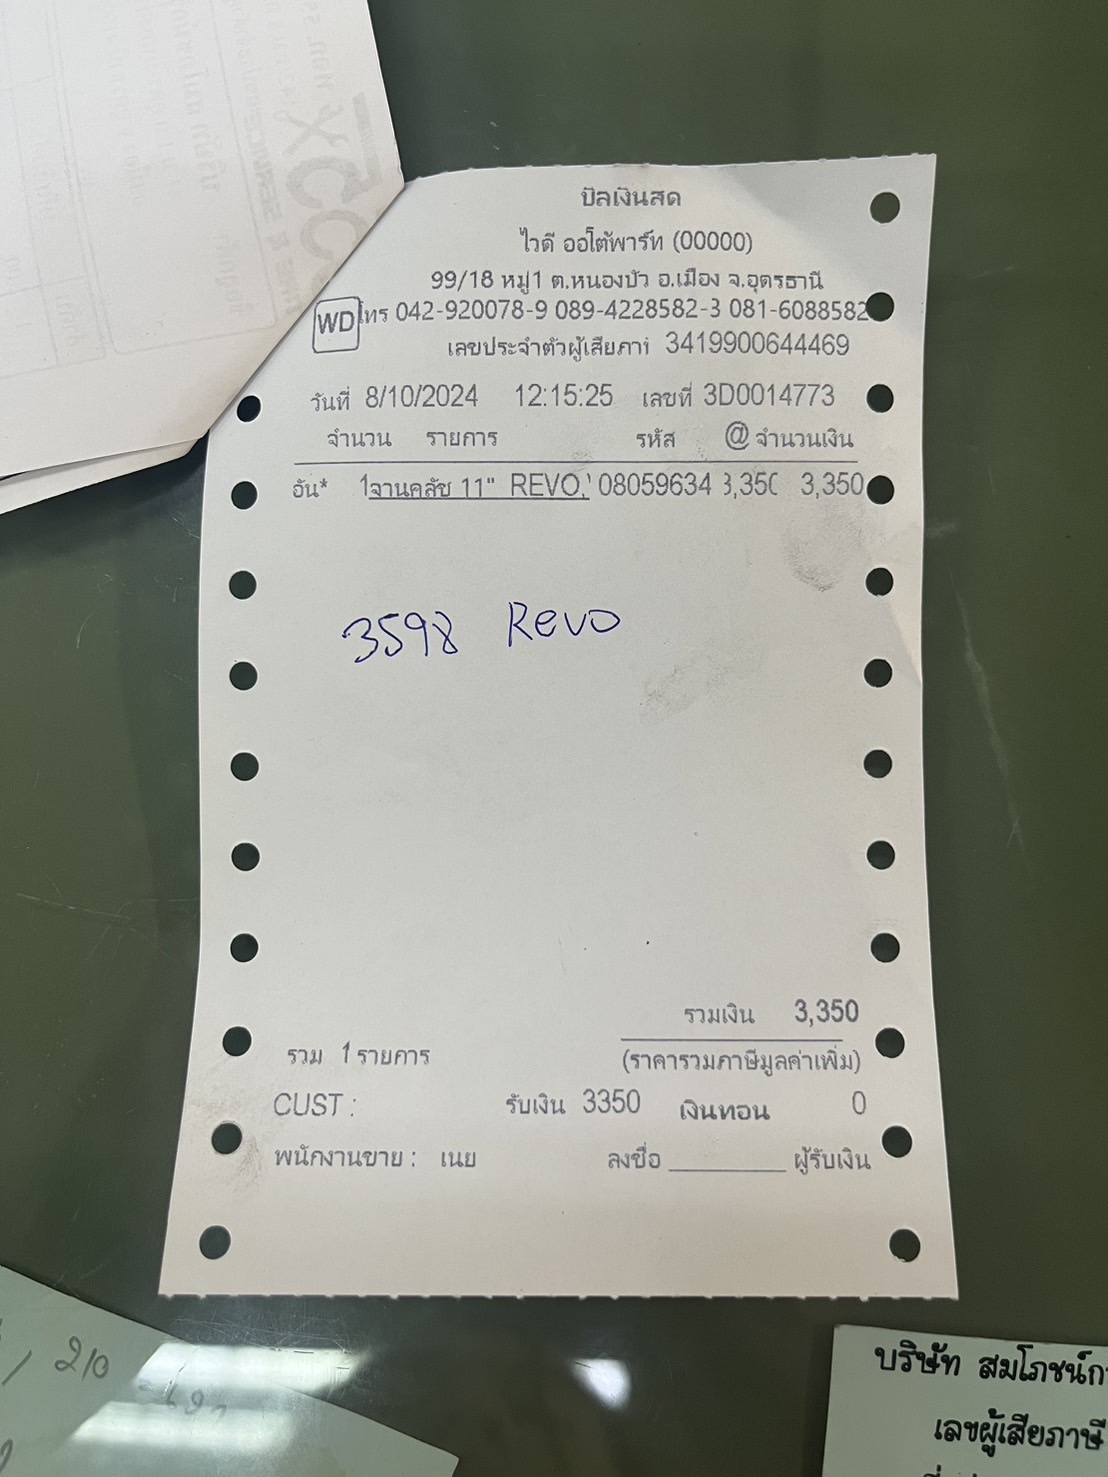 บิลเงินสด
ไวดี ออโต้พาร์ท (00000)
99/18 หมู่1 ต.หนองบัว อ.เมือง จ.อุดรธานี
WD โทร 042-920078-9 089-4228582-3 081-6088582
เลขประจำตัวผู้เสียภาษี 3419900644469
วันที่ 8/10/2024 12:15:25 เลขที่ 3D0014773
จำนวน รายการ รหัส @ จำนวนเงิน
อัน* 1 จานคลัช 11" REVO, 08059634 3,350 3,350
3598 Revo
รวมเงิน 3,350
รวม 1 รายการ (ราคารวมภาษีมูลค่าเพิ่ม)
CUST : รับเงิน 3350 เงินทอน 0
พนักงานขาย : เนย ลงชื่อ ________ ผู้รับเงิน
210
บริษัท สมโภชน์
เลขผู้เสียภาษี